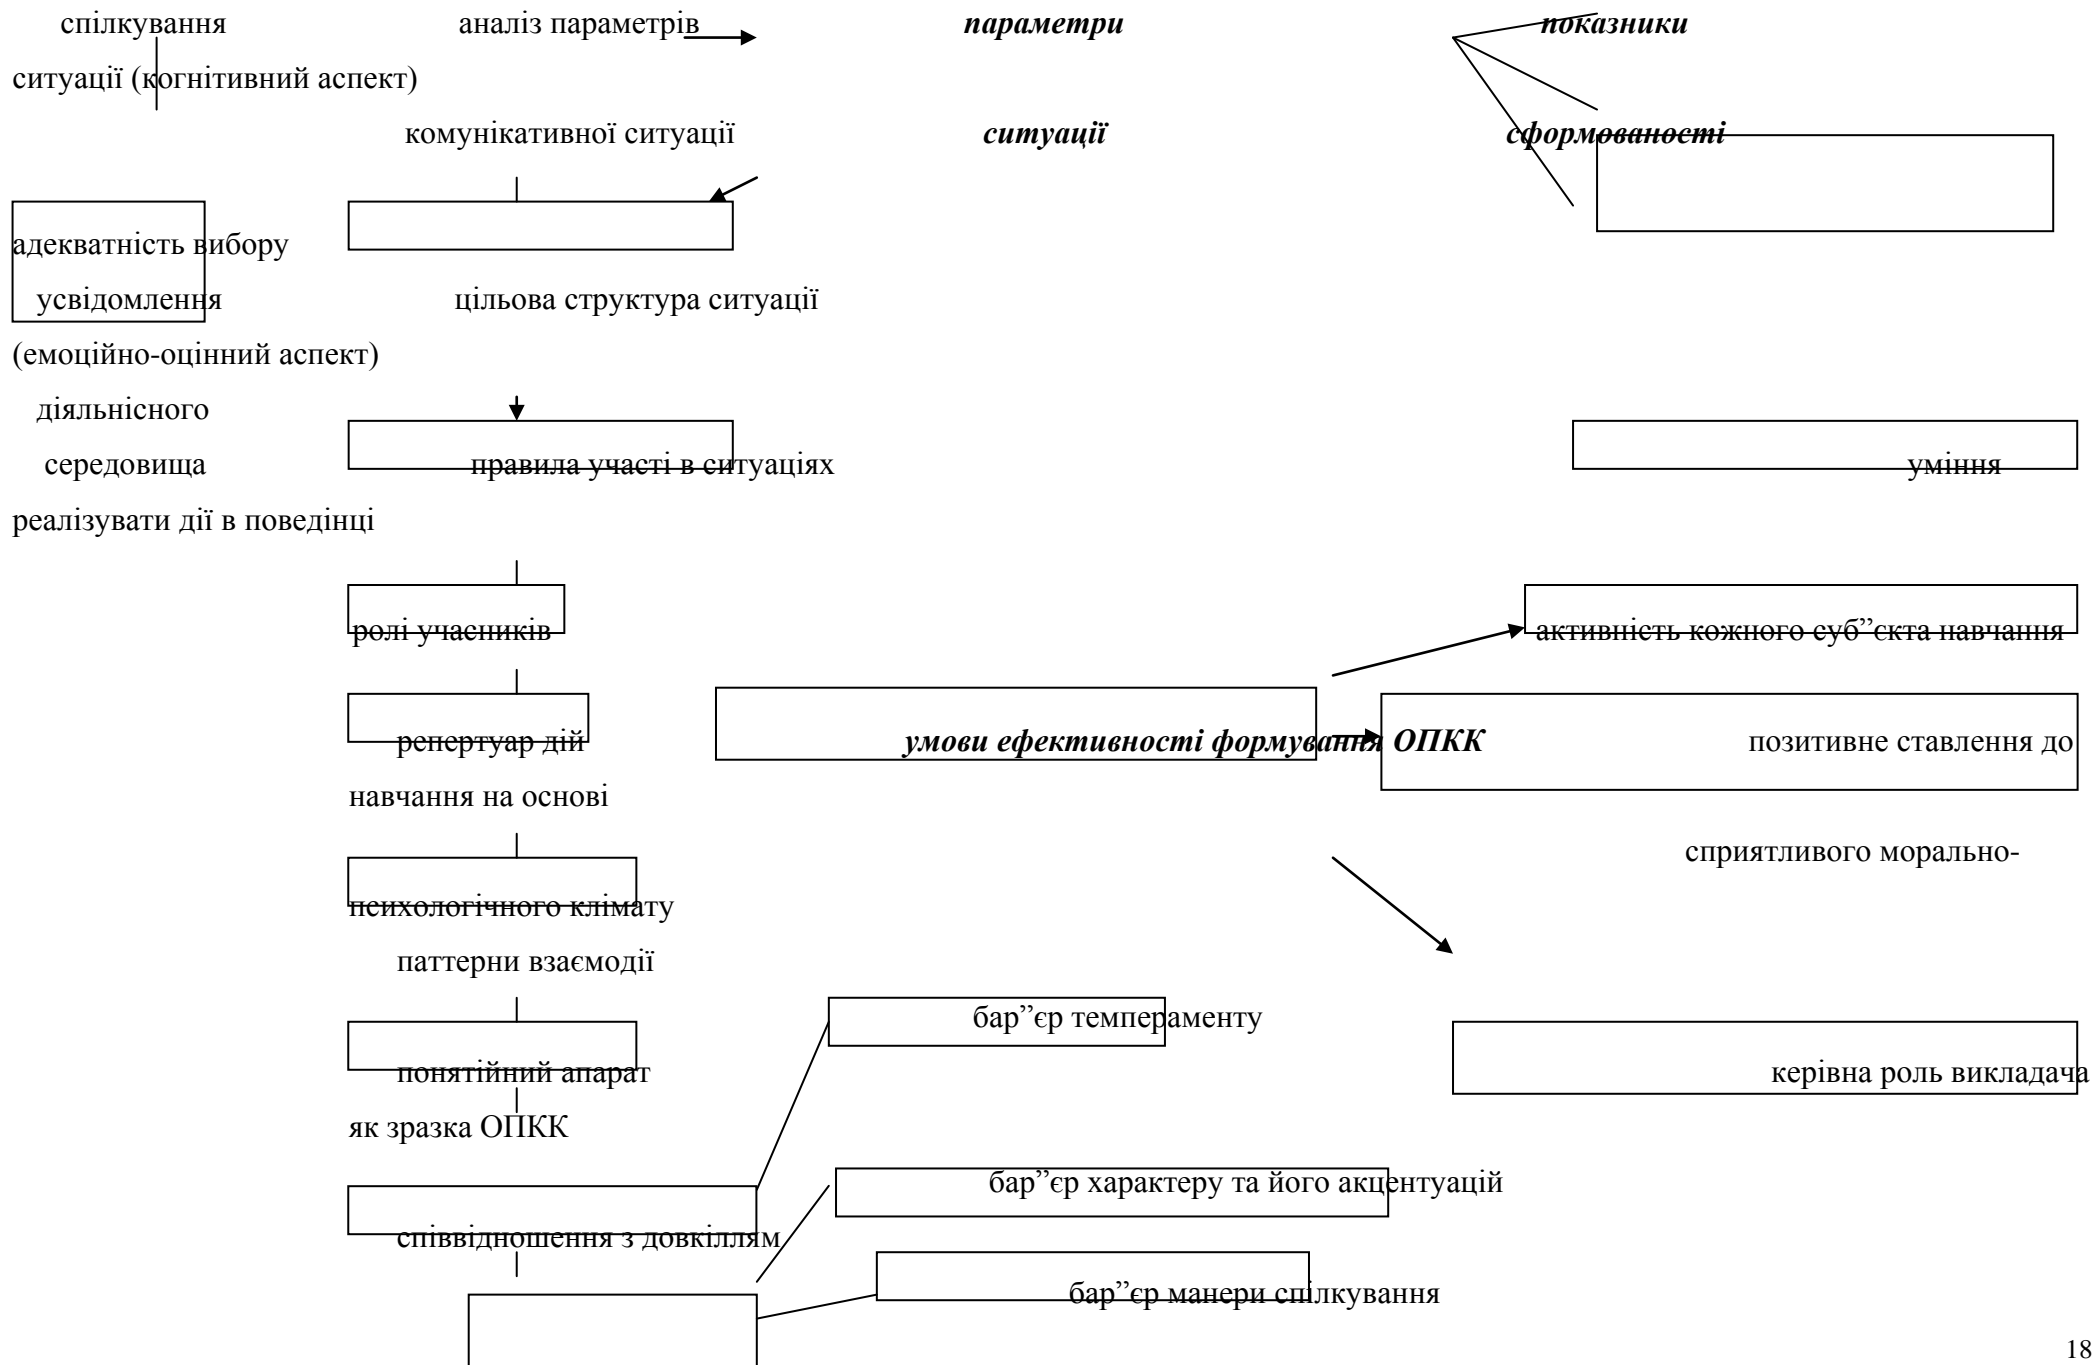 спілкування аналіз параметрів параметри показники
ситуації (когнітивний аспект)
комунікативної ситуації ситуації сформованості
адекватність вибору
усвідомлення цільова структура ситуації
(емоційно-оцінний аспект)
діяльнісного
середовища правила участі в ситуаціях уміння
реалізувати дії в поведінці
ролі учасників активність кожного суб”єкта навчання
репертуар дій умови ефективності формування ОПКК позитивне ставлення до
навчання на основі
сприятливого морально-
психологічного клімату
паттерни взаємодії
бар”єр темпераменту
понятійний апарат керівна роль викладача
як зразка ОПКК
бар”єр характеру та його акцентуацій
співвідношення з довкіллям
бар”єр манери спілкування
18